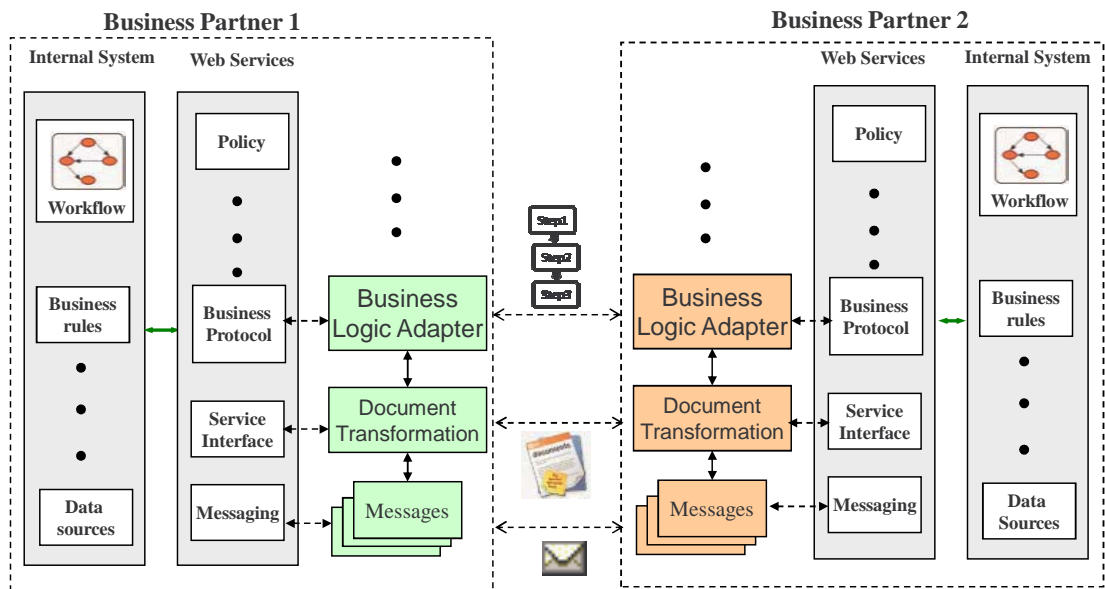 Business Partner 1
Business Partner 2
Internal System
Web Services
Web Services
Internal System
Policy
Workflow
Business
rules
Business
Protocol
Service
Interface
Data
sources
Messaging
Business
Logic Adapter
Document
Transformation
Messages
Step1
Step2
Step3
documents
Business
Logic Adapter
Document
Transformation
Messages
Policy
Business
Protocol
Service
Interface
Messaging
Workflow
Business
rules
Data
Sources